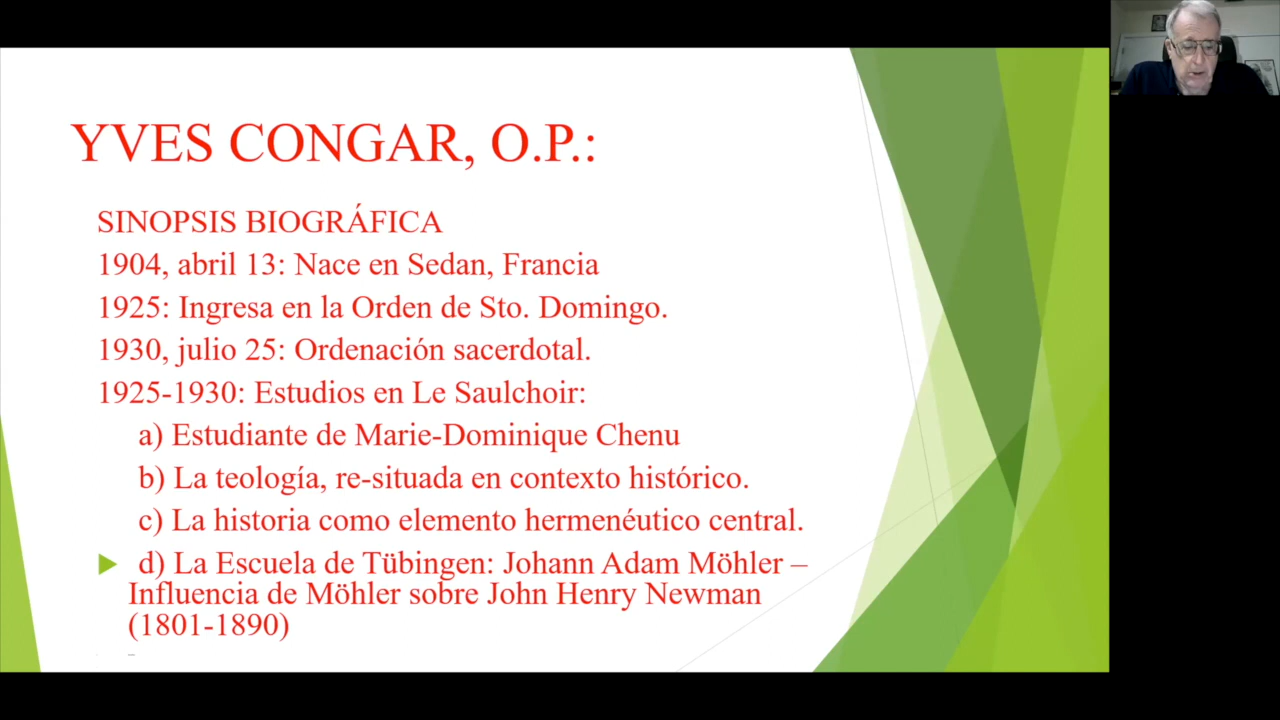 YVES CONGAR, O.P.:
SINOPSIS BIOGRÁFICA
1904, abril 13: Nace en Sedan, Francia
1925: Ingresa en la Orden de Sto. Domingo.
1930, julio 25: Ordenación sacerdotal.
1925-1930: Estudios en Le Saulchoir:
a) Estudiante de Marie-Dominique Chenu
b) La teología, re-situada en contexto histórico.
c) La historia como elemento hermenéutico central.
d) La Escuela de Tübingen: Johann Adam Möhler –
Influencia de Möhler sobre John Henry Newman
(1801-1890)